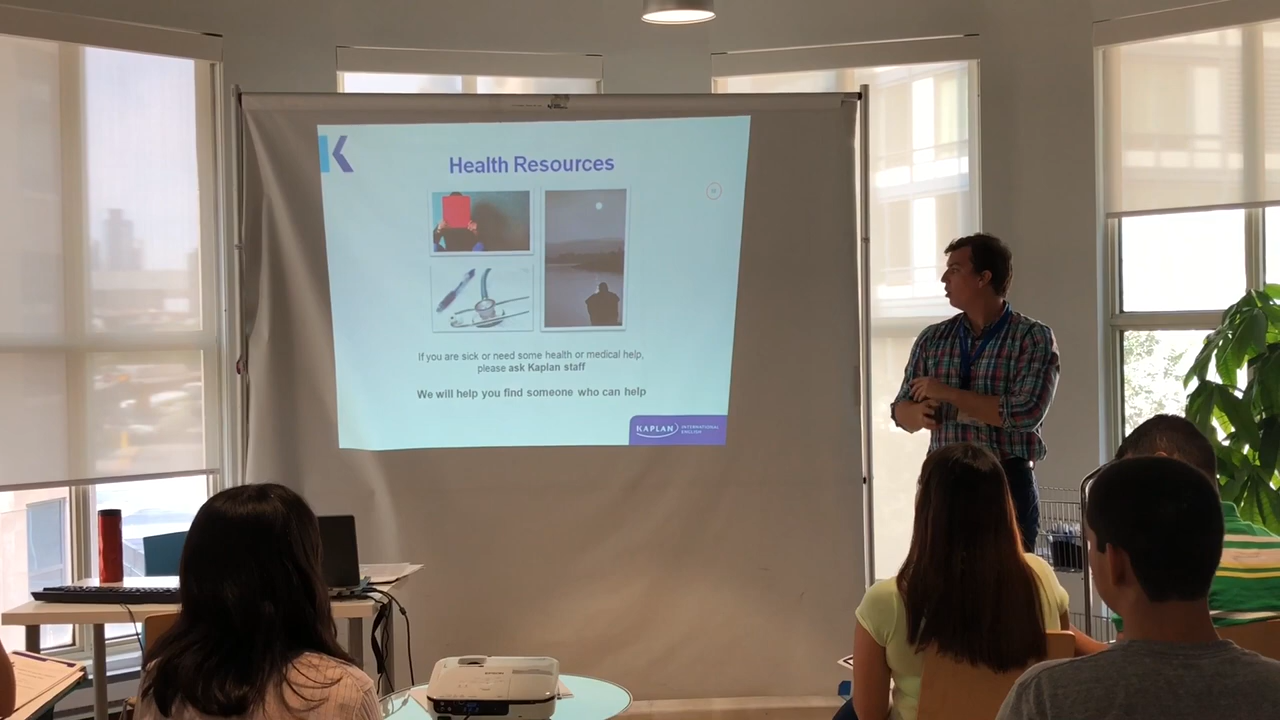 K
Health Resources
If you are sick or need some health or medical help,
please ask Kaplan staff
We will help you find someone who can help
KAPLAN
INTERNATIONAL
ENGLISH
EPSON